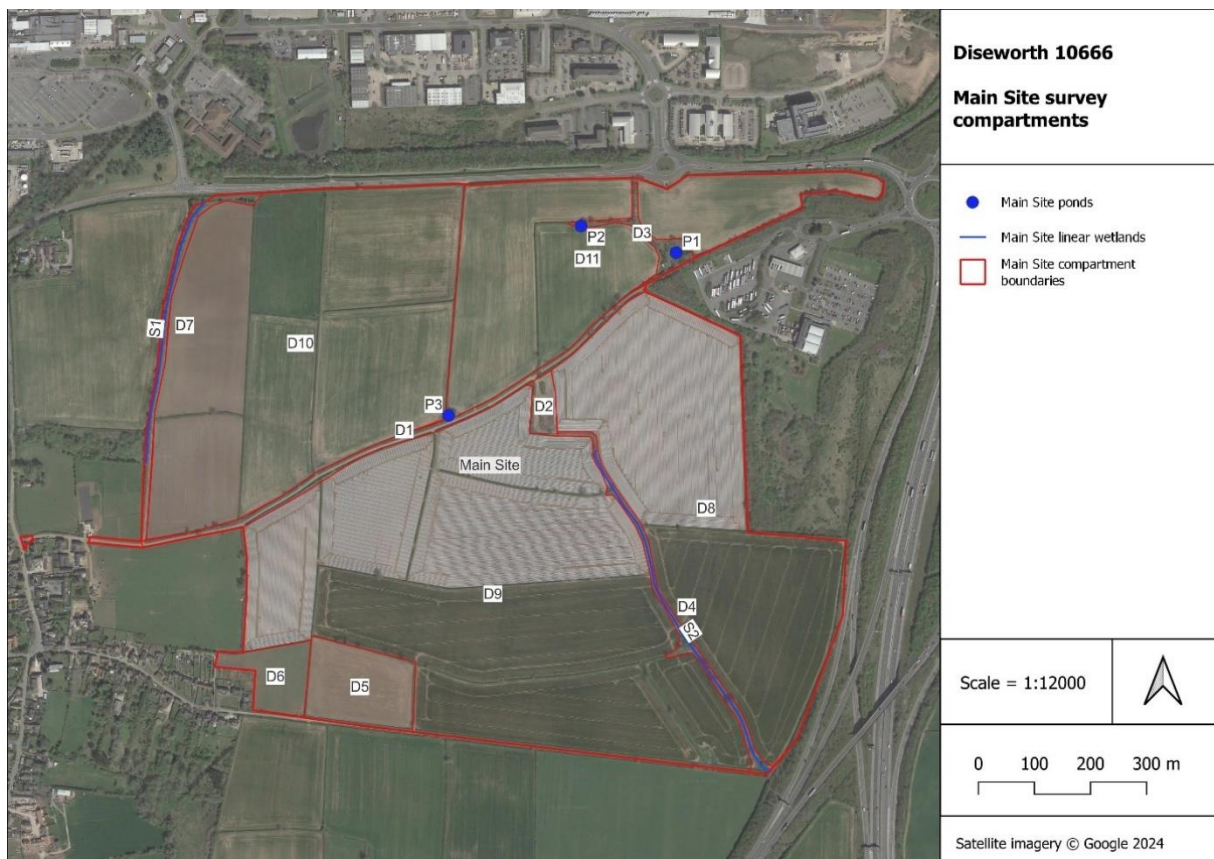 Diseworth 10666
Main Site survey
compartments
Main Site ponds
Main Site linear wetlands
Main Site compartment
boundaries
Scale = 1:12000
0 100 200 300 m
Satellite imagery © Google 2024
P2
D3
P1
D11
S1
D7
D10
P3
D1
D2
Main Site
D8
D9
D4
S2
D6
D5